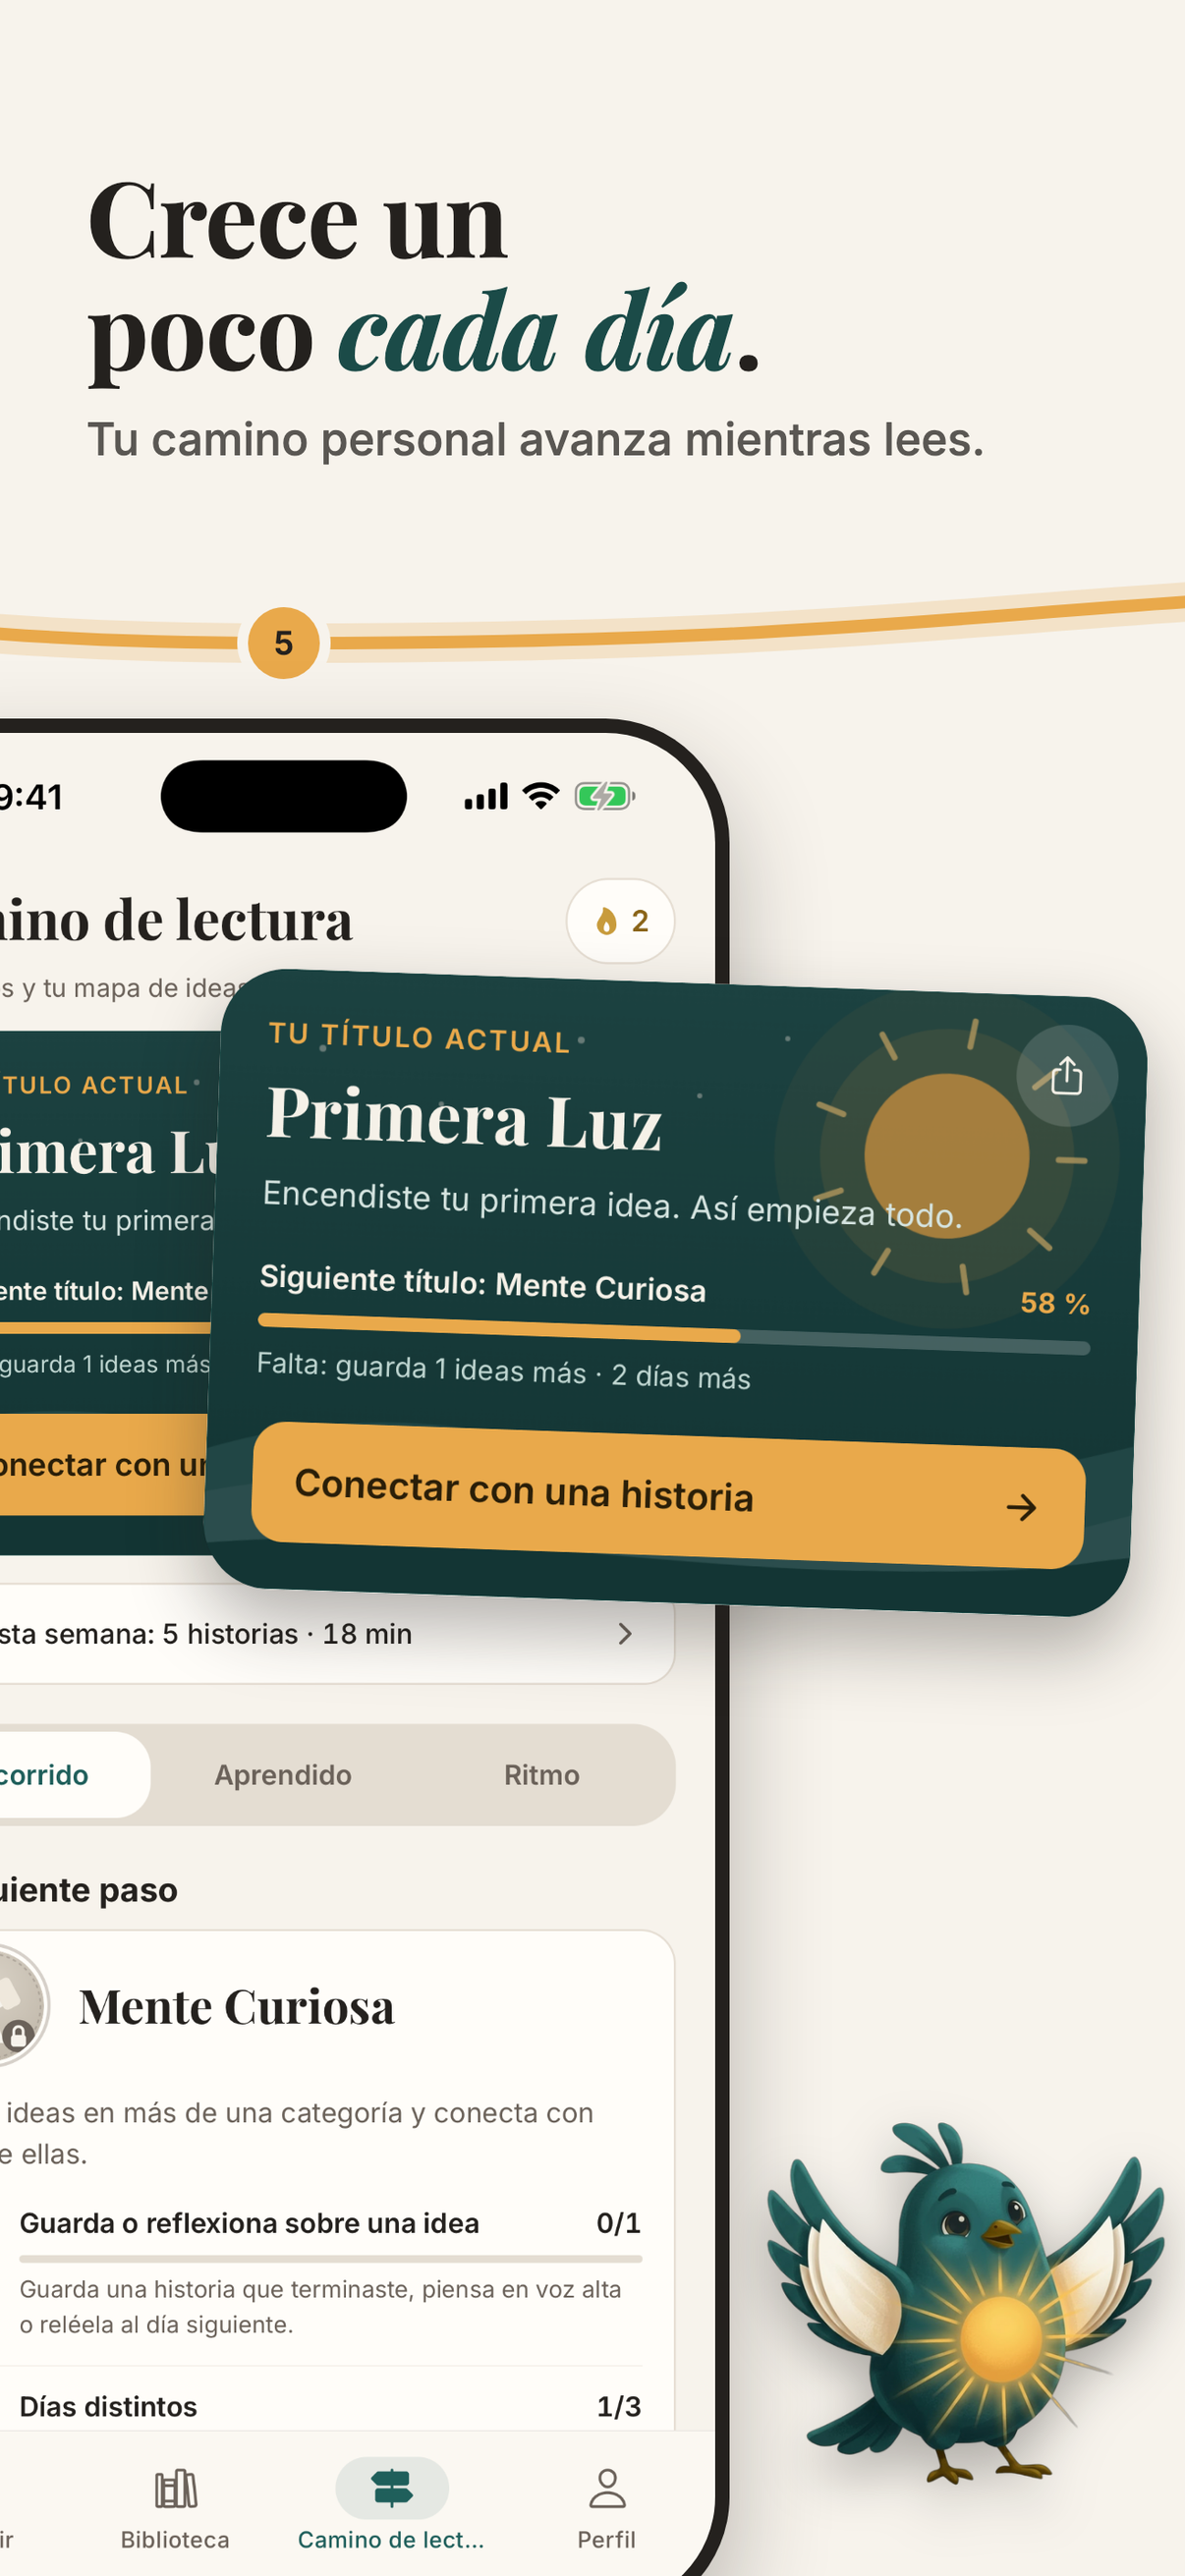 Crece un
poco cada día.
Tu camino personal avanza mientras lees.
5
9:41
ino de lectura
2
s y tu mapa de ideas
TULO ACTUAL
imera Lu
ndiste tu primera
ente título: Mente
guarda 1 ideas más
onectar con un
TU TÍTULO ACTUAL
Primera Luz
Encendiste tu primera idea. Así empieza todo.
Siguiente título: Mente Curiosa
58 %
Falta: guarda 1 ideas más · 2 días más
Conectar con una historia
sta semana: 5 historias · 18 min
corrido
Aprendido
Ritmo
uiente paso
Mente Curiosa
ideas en más de una categoría y conecta con
e ellas.
Guarda o reflexiona sobre una idea
0/1
Guarda una historia que terminaste, piensa en voz alta
o reléela al día siguiente.
Días distintos
1/3
ir
Biblioteca
Camino de lect...
Perfil